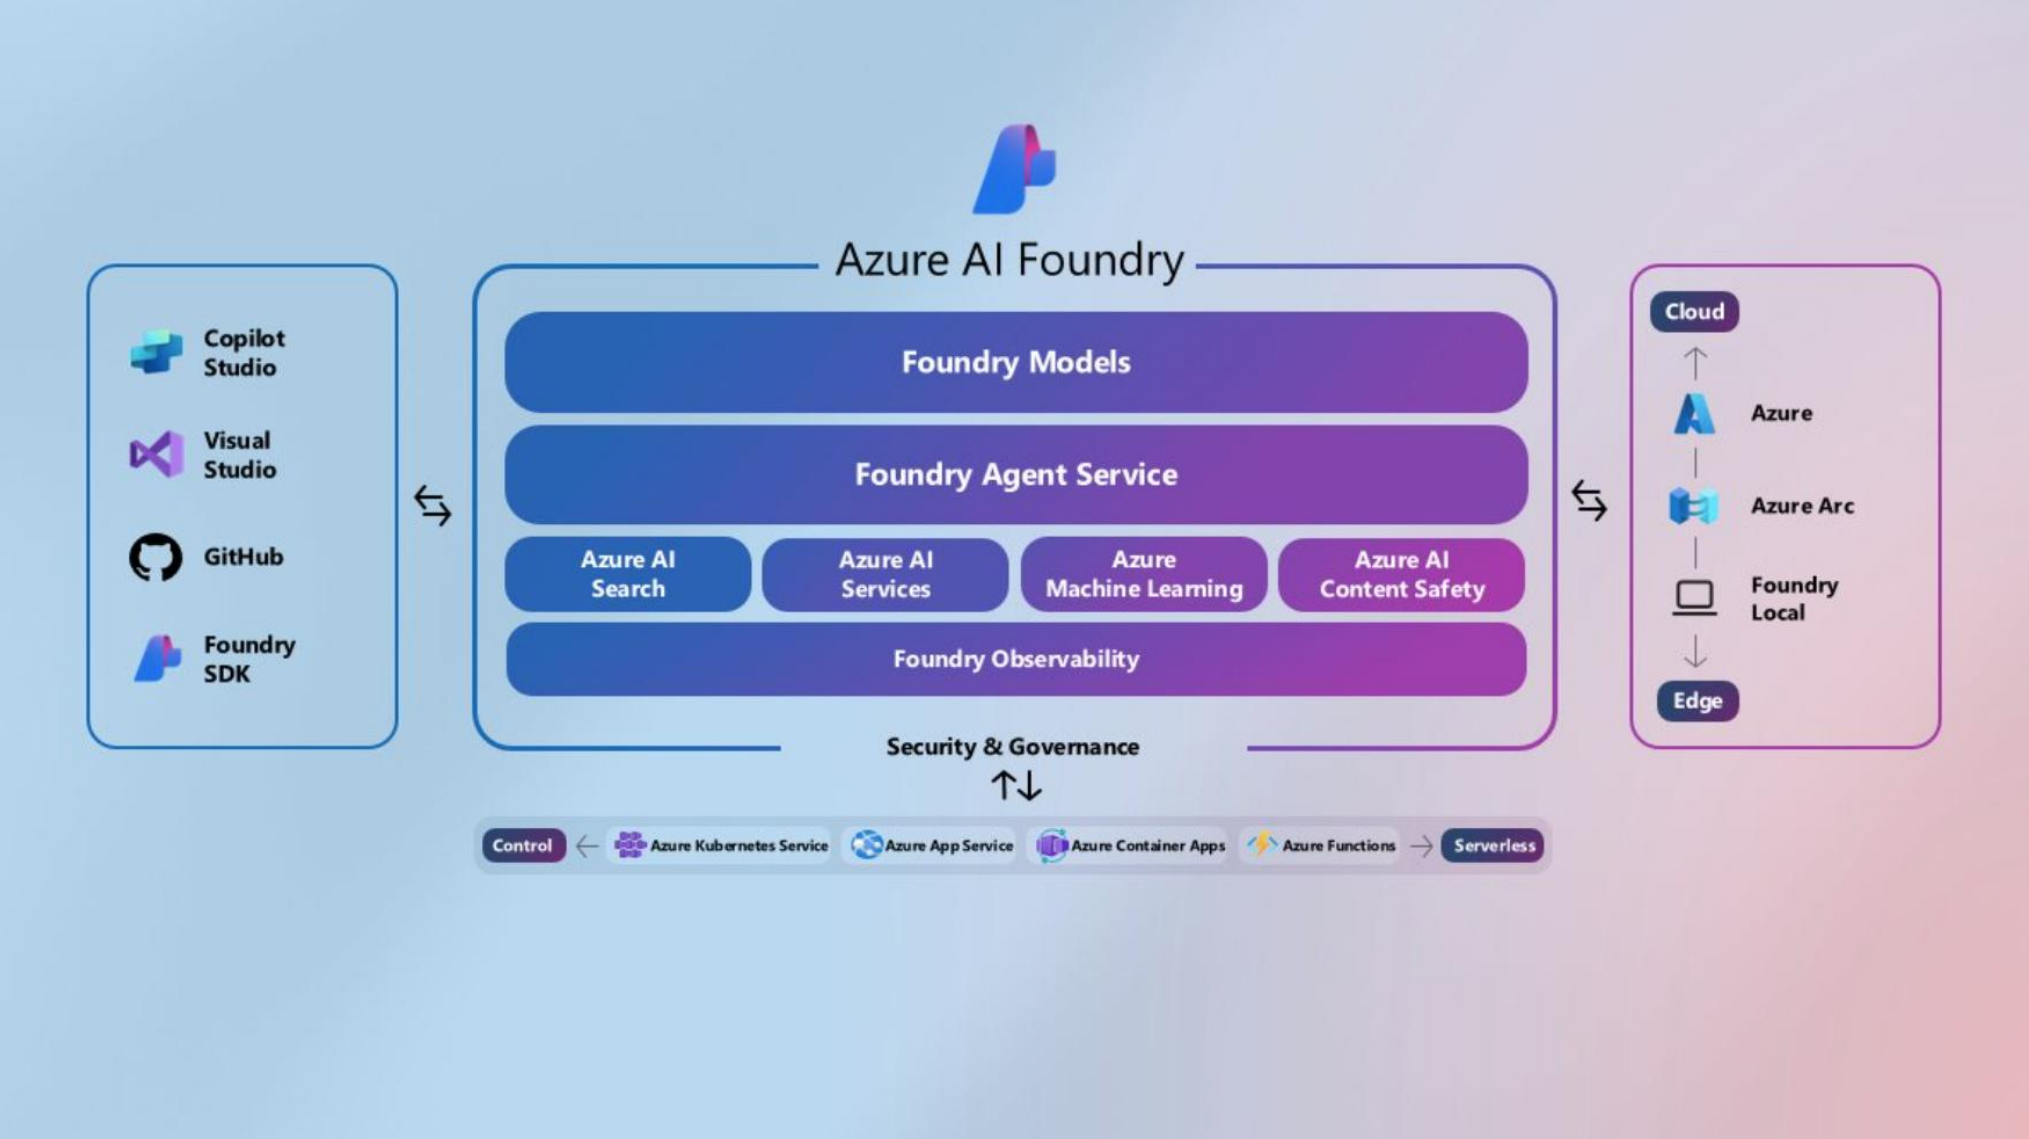 Azure AI Foundry
Copilot
Studio
Visual
Studio
GitHub
Foundry
SDK
Foundry Models
Foundry Agent Service
Azure AI
Search
Azure AI
Services
Azure
Machine Learning
Azure AI
Content Safety
Foundry Observability
Security & Governance
Cloud
Azure
Azure Arc
Foundry
Local
Edge
Control
Azure Kubernetes Service
Azure App Service
Azure Container Apps
Azure Functions
Serverless